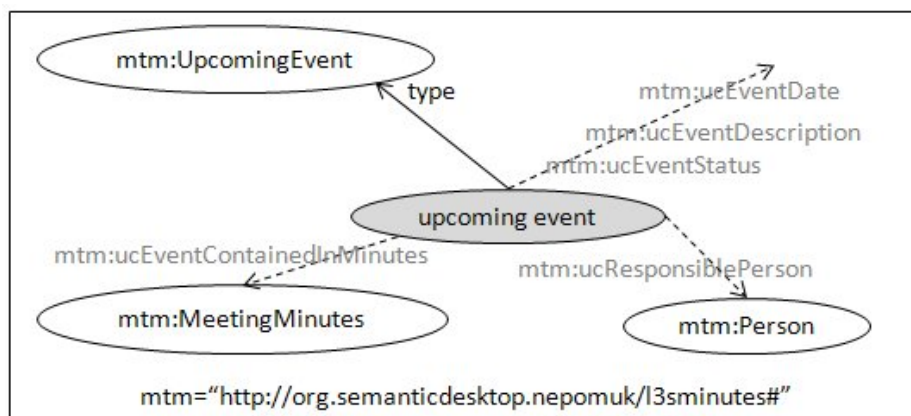 mtm:UpcomingEvent
type
mtm:ucEventDate
mtm:ucEventDescription
mtm:ucEventStatus
upcoming event
mtm:ucEventContainedInMinutes
mtm:ucResponsiblePerson
mtm:MeetingMinutes
mtm:Person
mtm=“http://org.semanticdesktop.nepomuk/l3sminutes#”